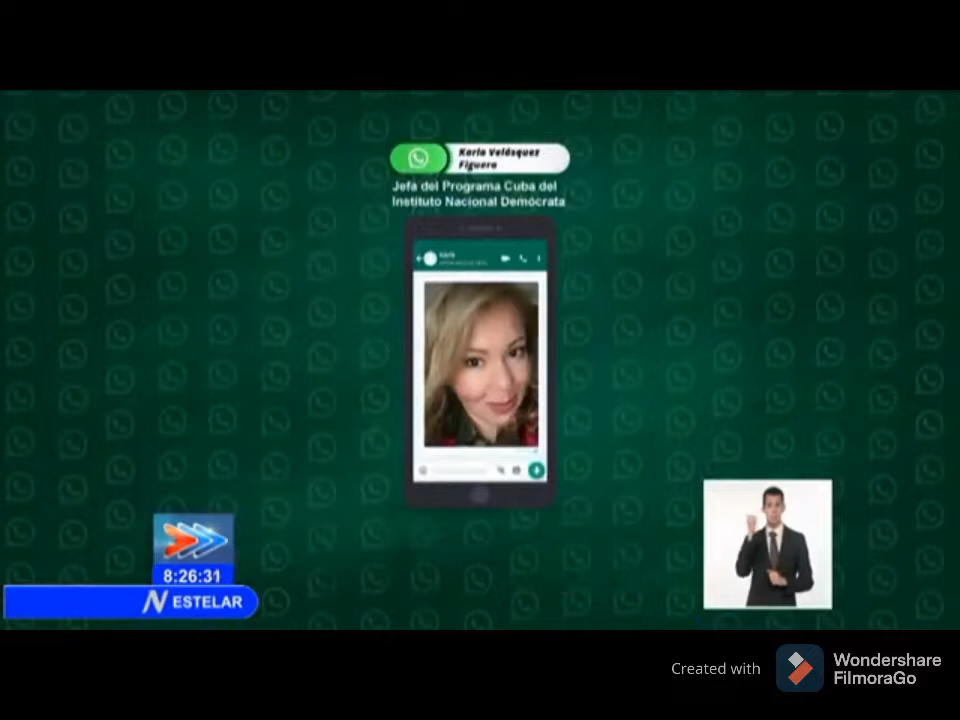 Karla Velásquez
Figuera
Jefa del Programa Cuba del
Instituto Nacional Demócrata
Karla
8:26:31
N ESTELAR
Created with
Wondershare
FilmoraGo